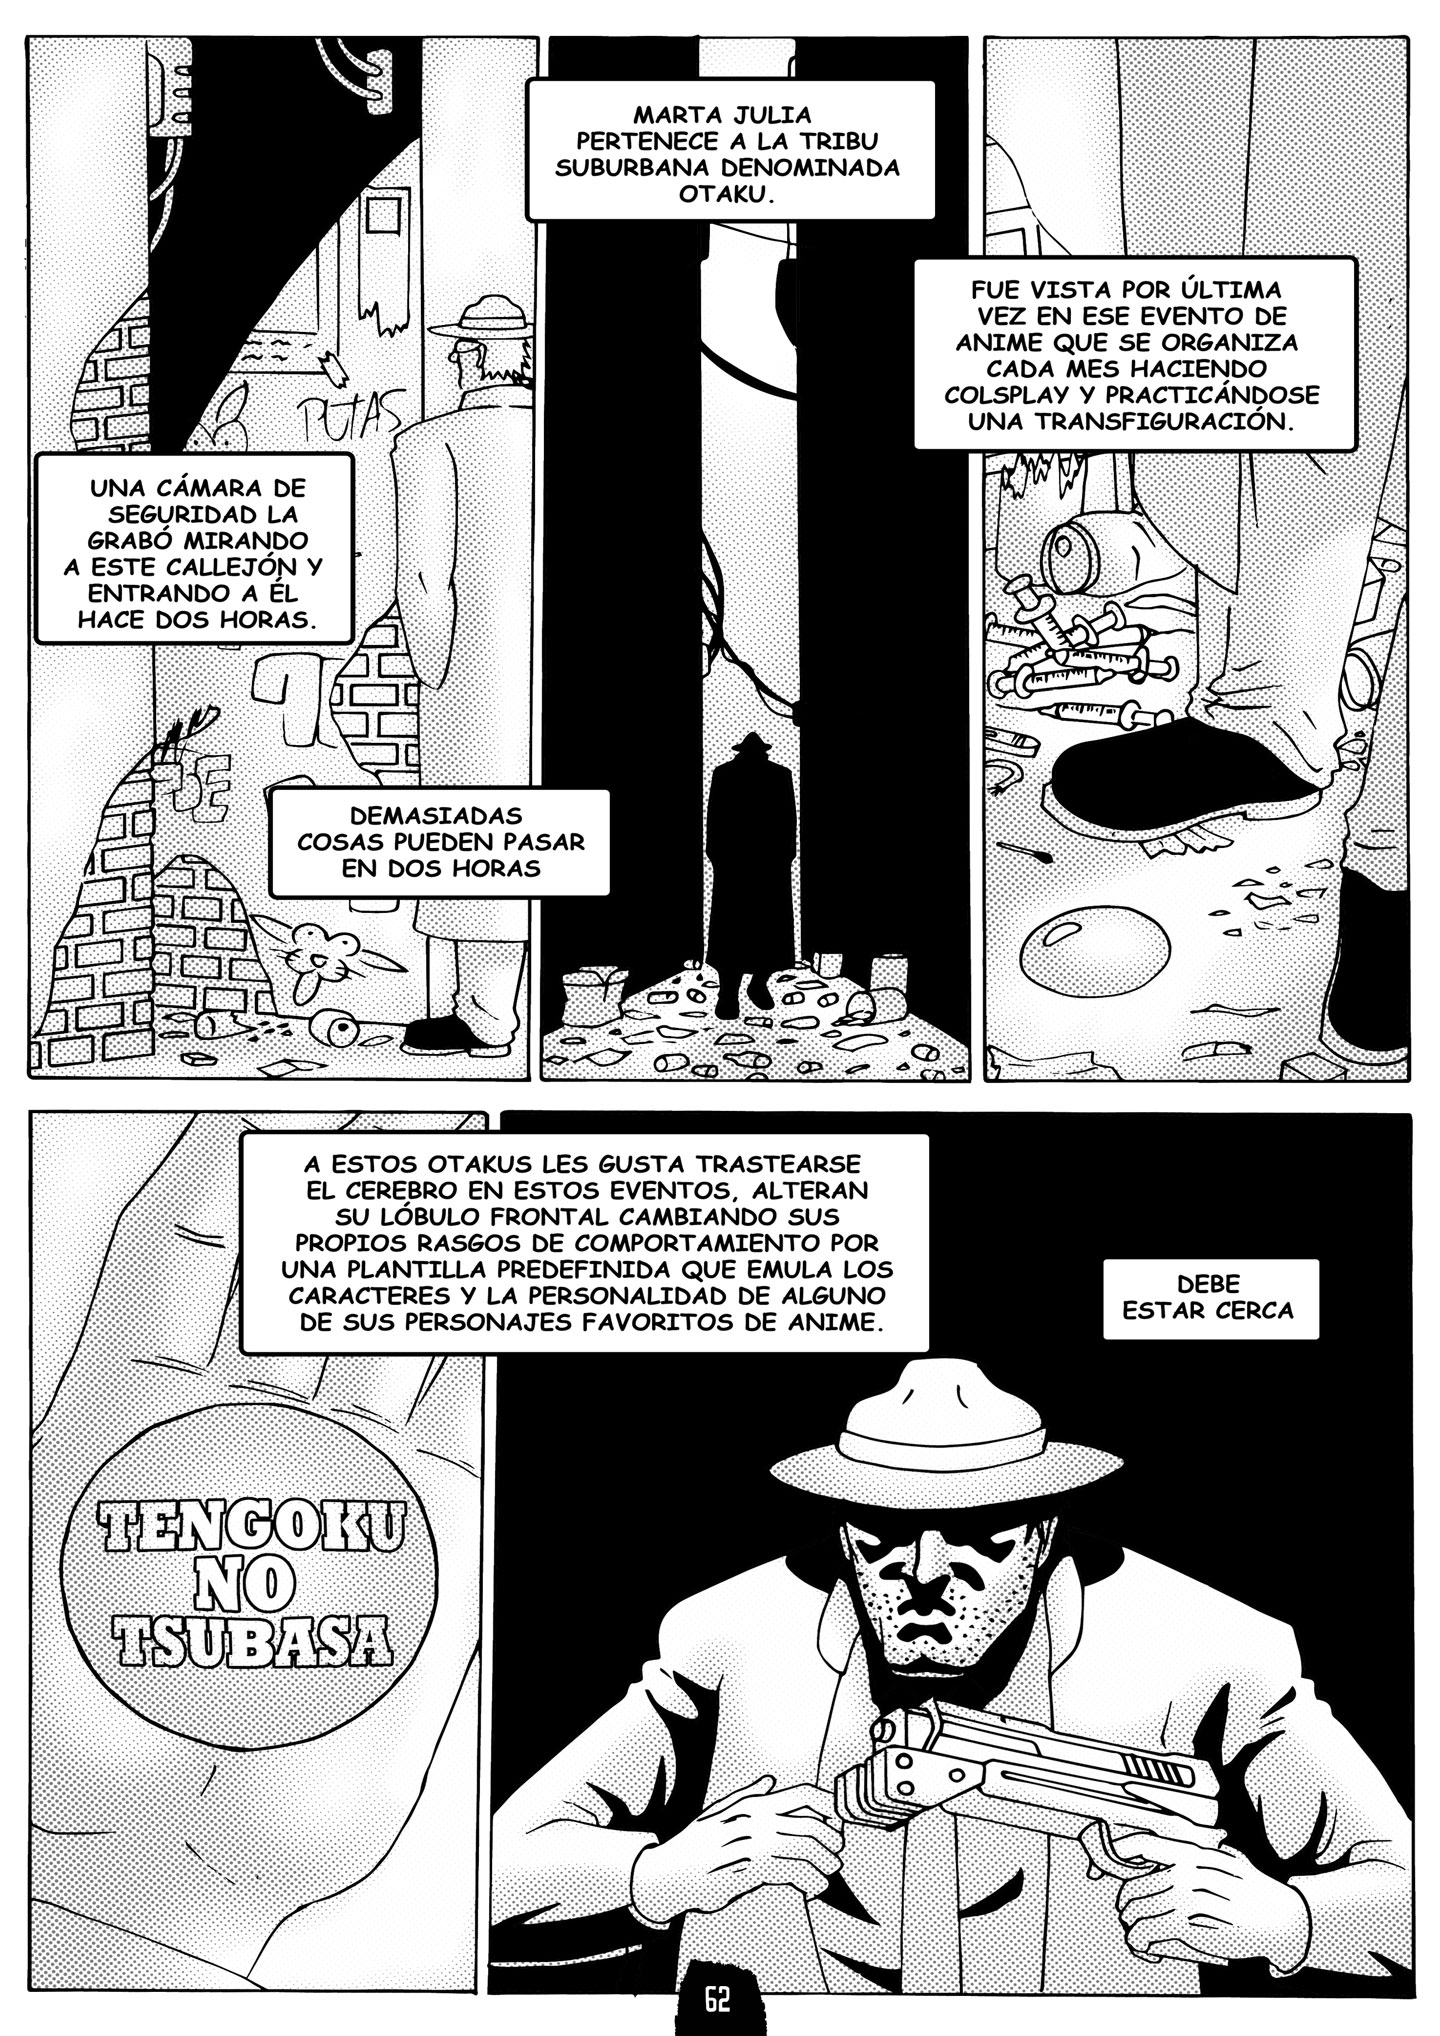 UNA CÁMARA DE
SEGURIDAD LA
GRABÓ MIRANDO
A ESTE CALLEJÓN Y
ENTRANDO A ÉL
HACE DOS HORAS.
PUTAS
DEMASIADAS
COSAS PUEDEN PASAR
EN DOS HORAS
MARTA JULIA
PERTENECE A LA TRIBU
SUBURBANA DENOMINADA
OTAKU.
FUE VISTA POR ÚLTIMA
VEZ EN ESE EVENTO DE
ANIME QUE SE ORGANIZA
CADA MES HACIENDO
COLSPLAY Y PRACTICÁNDOSE
UNA TRANSFIGURACIÓN.
A ESTOS OTAKUS LES GUSTA TRASTEARSE
EL CEREBRO EN ESTOS EVENTOS, ALTERAN
SU LÓBULO FRONTAL CAMBIANDO SUS
PROPIOS RASGOS DE COMPORTAMIENTO POR
UNA PLANTILLA PREDEFINIDA QUE EMULA LOS
CARACTERES Y LA PERSONALIDAD DE ALGUNO
DE SUS PERSONAJES FAVORITOS DE ANIME.
TENGOKU
NO
TSUBASA
DEBE
ESTAR CERCA
62